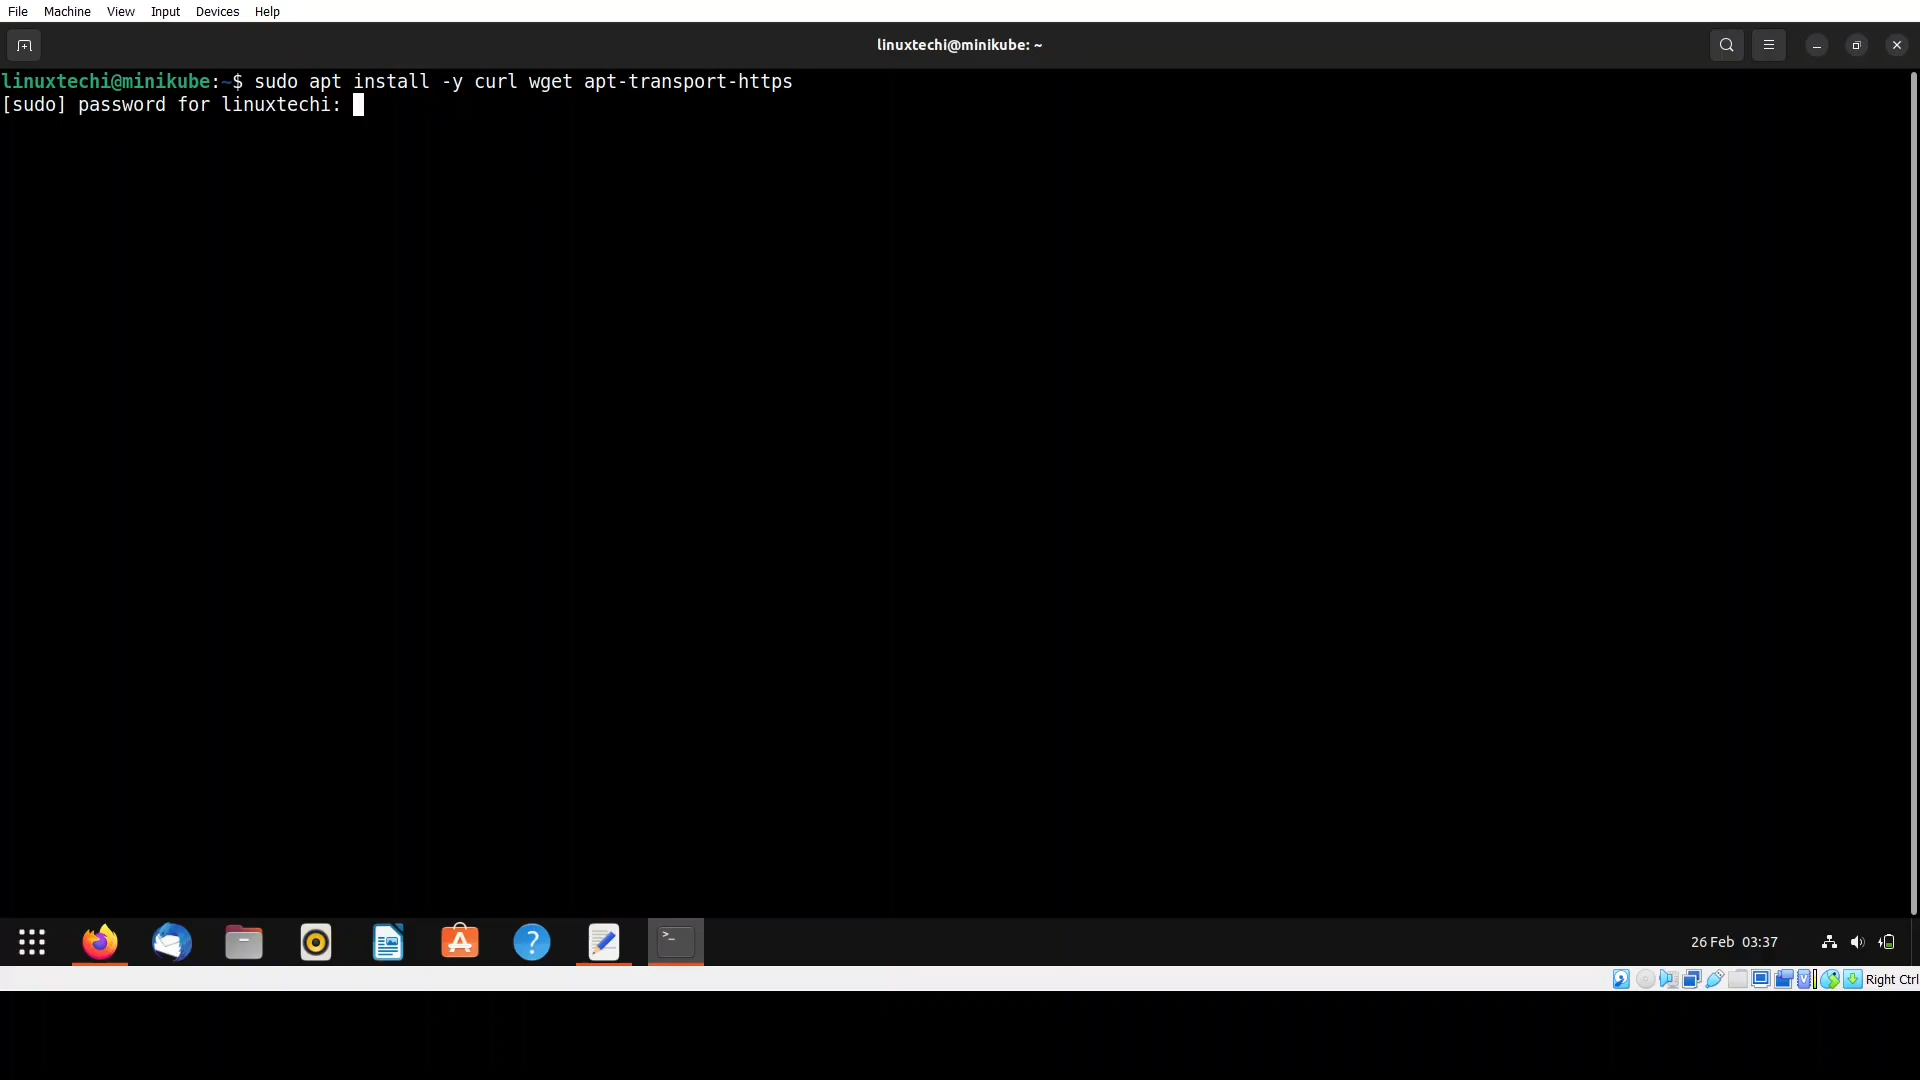 File Machine View Input Devices Help
linuxtechi@minikube: ~
linuxtechi@minikube:~$ sudo apt install -y curl wget apt-transport-https
[sudo] password for linuxtechi:
26 Feb 03:37
Right Ctrl